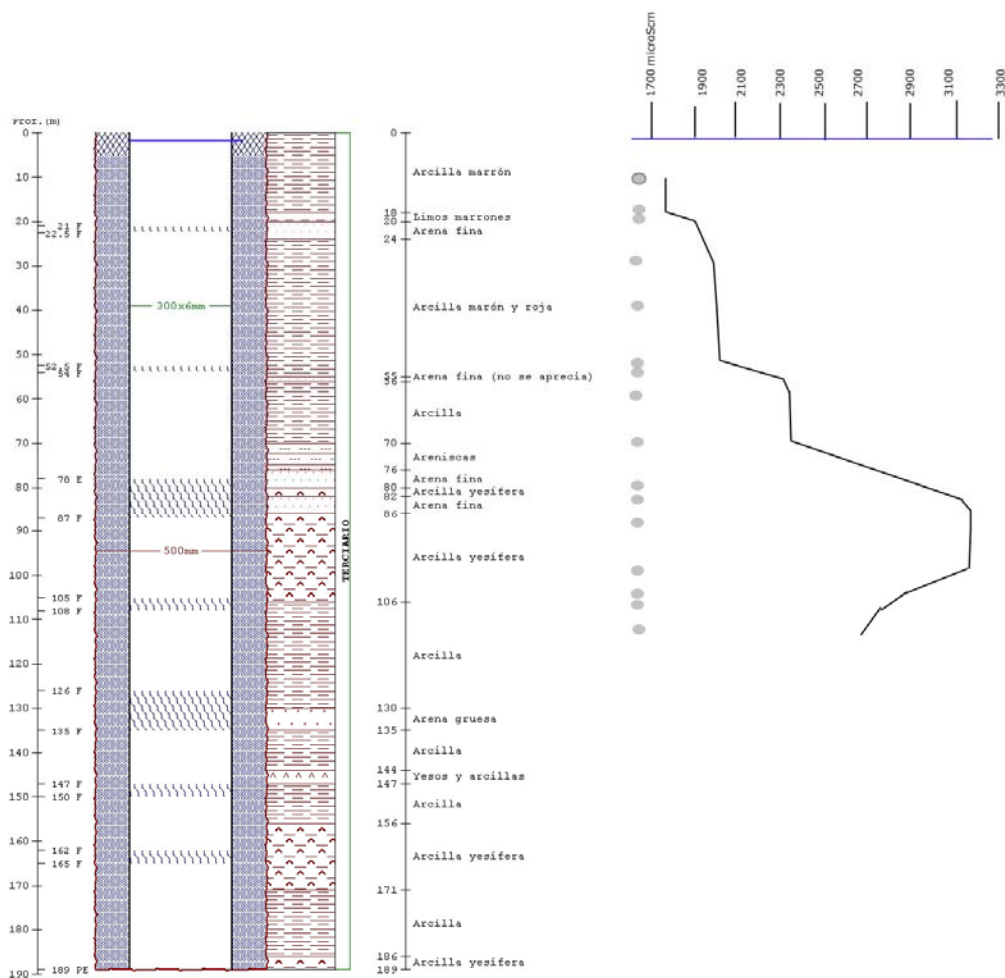 1700 microScm
1900
2100
2300
2500
2700
2900
3100
3300
Prof.(m)
0
10
20
21 F
22.5 F
30
40
50
52.5 F
54 F
60
70
80
78 E
87 F
90
100
105 F
108 F
110
120
126 F
130
135 F
140
147 F
150 F
150
160
162 F
165 F
170
180
189 PE
190
300x6mm
500mm
TERCIARIO
0
Arcilla marrón
18
Limos marrones
20
Arena fina
24
Arcilla marón y roja
55
Arena fina (no se aprecia)
56
Arcilla
70
Areniscas
76
Arena fina
80
Arcilla yesífera
82
Arena fina
86
Arcilla yesífera
106
Arcilla
130
Arena gruesa
135
Arcilla
144
Yesos y arcillas
147
Arcilla
156
Arcilla yesífera
171
Arcilla
186
Arcilla yesífera
189